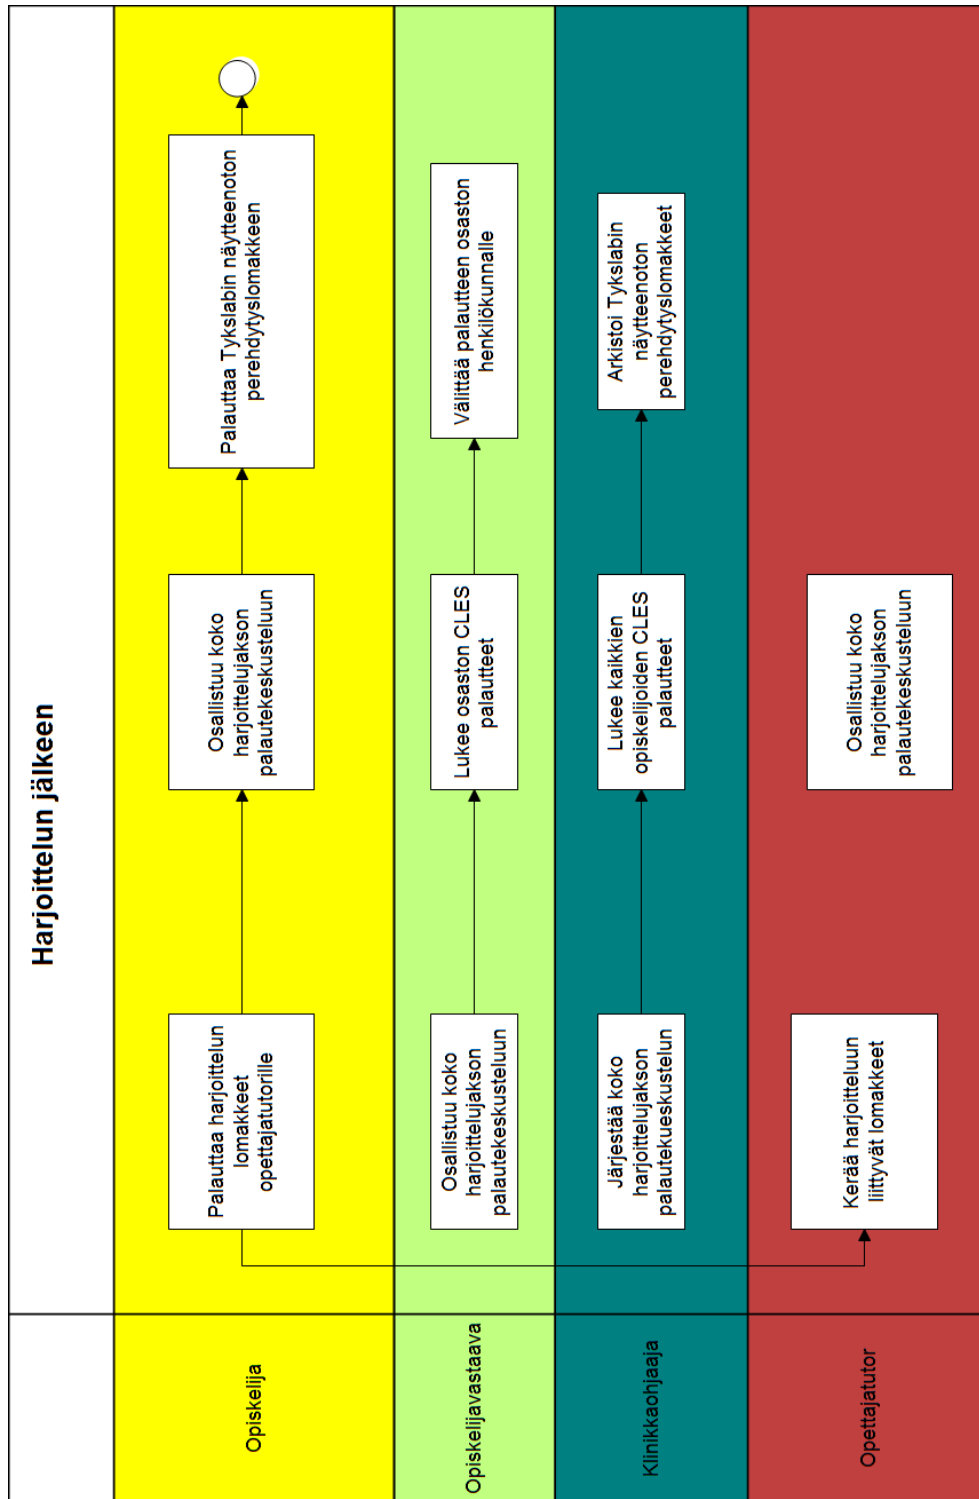 Harjoittelun jälkeen
Opiskelija
Palauttaa harjoittelun
lomakkeet
opettajatutorille
Osallistuu koko
harjoittelujakson
palautekeskusteluun
Palauttaa Tykslabin näytteenoton
perehdytyslomakkeen
Opiskelijavastaava
Osallistuu koko
harjoittelujakson
palautekeskusteluun
Lukee osaston CLES
palautteet
Välittää palautteen osaston
henkilökunnalle
Klinikkaohjaaja
Järjestää koko
harjoittelujakson
palautekueskustelun
Lukee kaikkien
opiskelijoiden CLES
palautteet
Arkistoi Tykslabin
näytteenoton
perehdytyslomakkeet
Opettajatutor
Kerää harjoitteluun
liittyvät lomakkeet
Osallistuu koko
harjoittelujakson
palautekeskusteluun